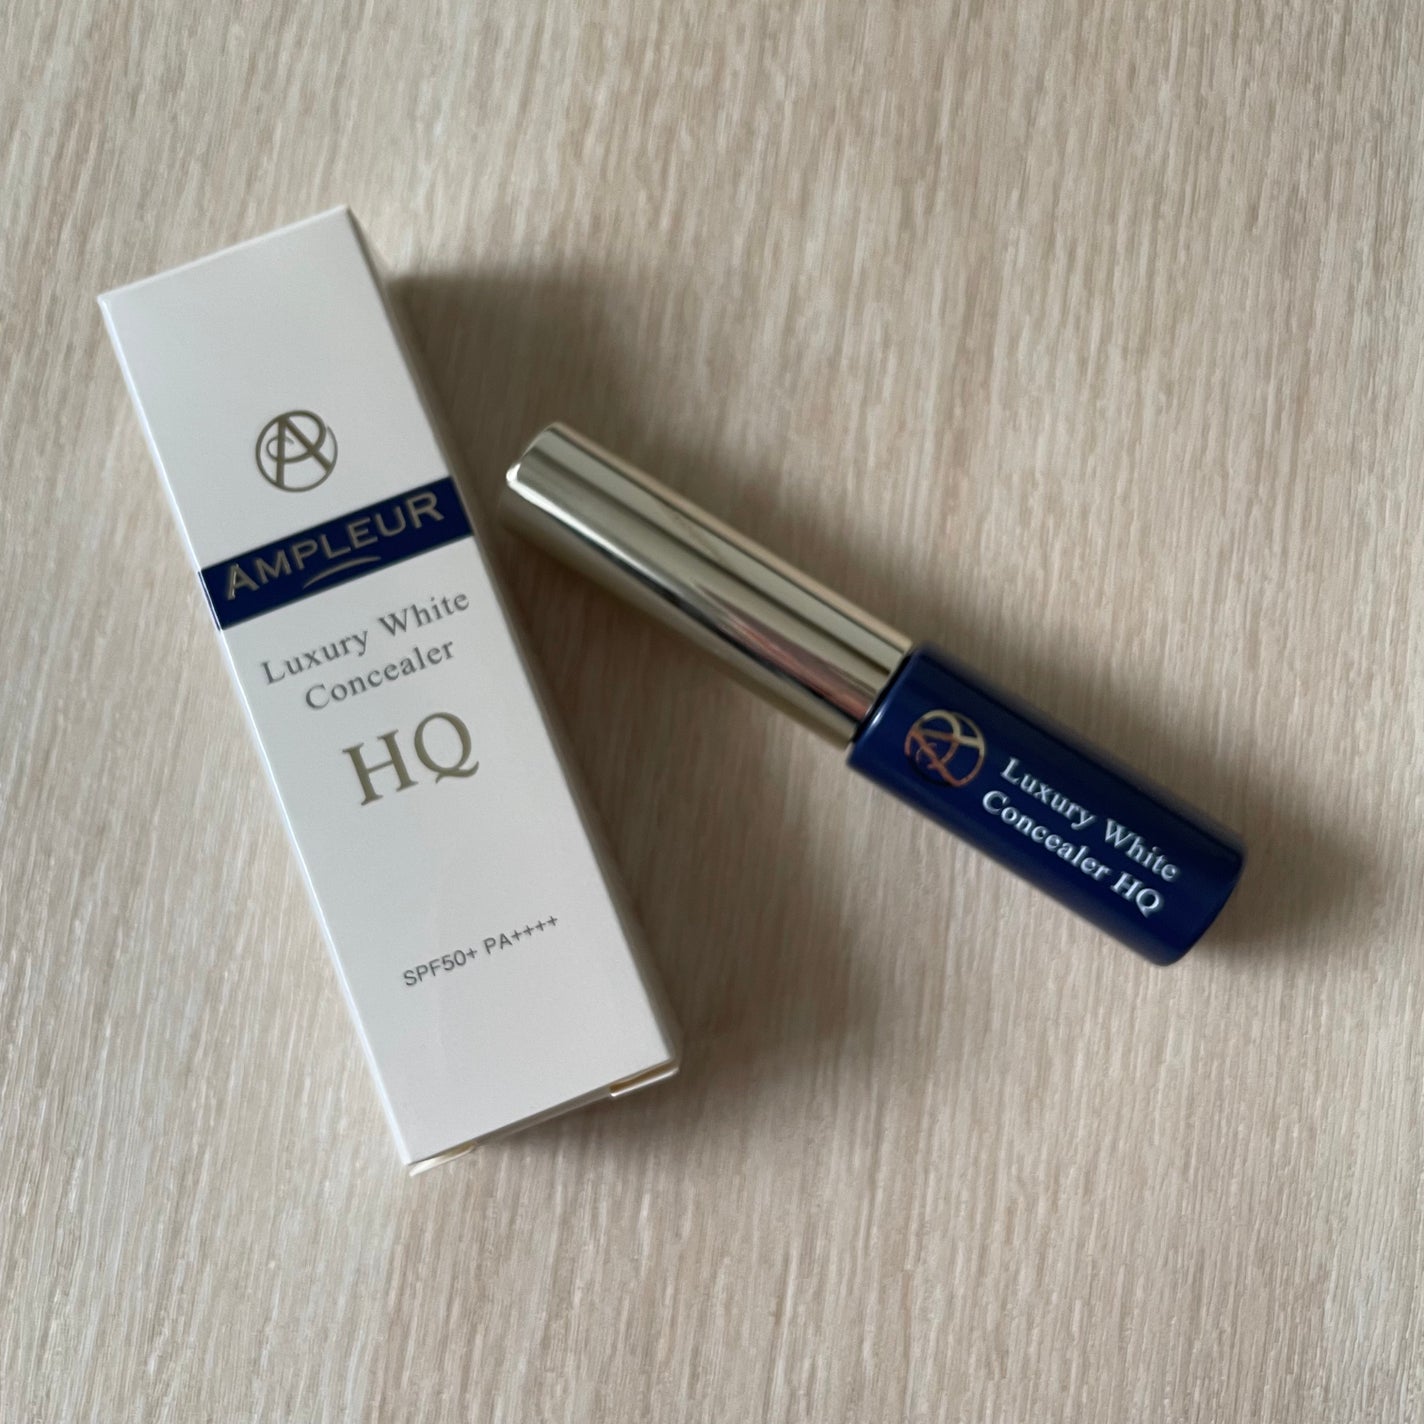 AMPLEUR
Luxury White
Concealer
HQ
SPF50+ PA++++
Luxury White
Concealer HQ